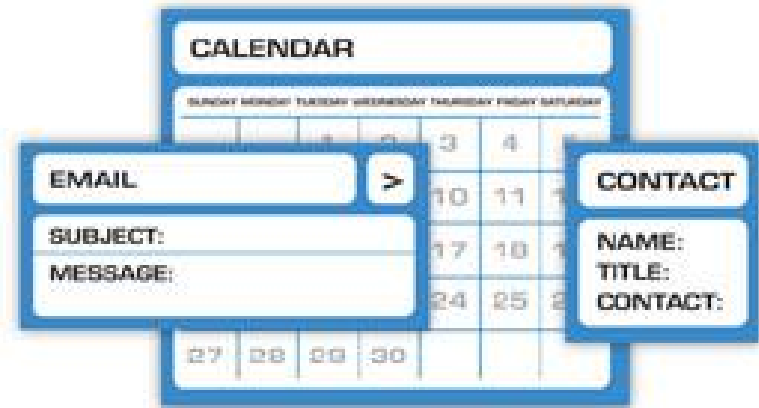 CALENDAR
SUNDAY MONDAY TUESDAY WEDNESDAY THURSDAY FRIDAY SATURDAY
3 4
EMAIL >
10 11
CONTACT
SUBJECT:
MESSAGE:
17 18
NAME:
TITLE:
CONTACT:
24 25
27 28 29 30